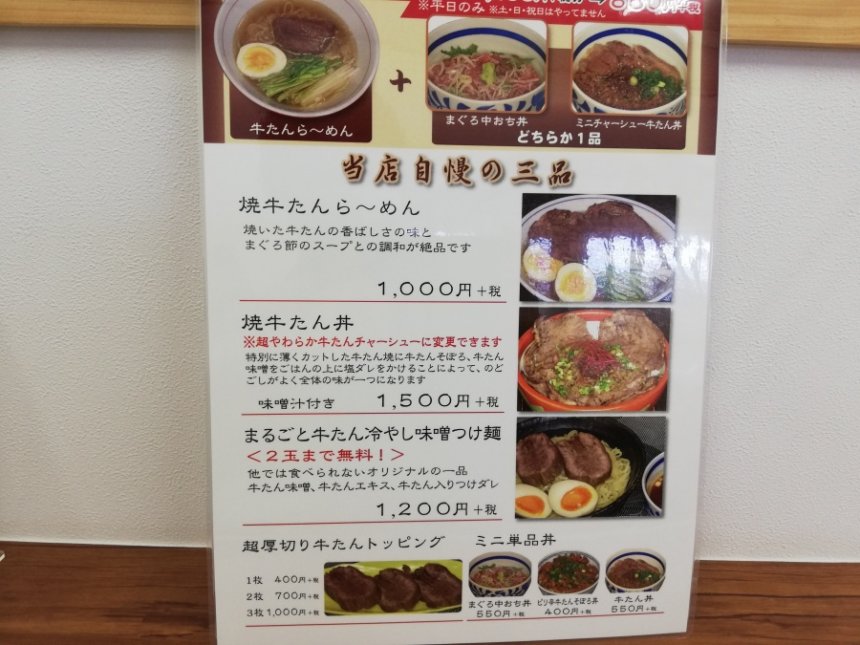 ※平日のみ ※土・日・祝日はやってません
+税
牛たんら～めん
+
まぐろ中おち丼
ミニチャーシュー牛たん丼
どちらか1品
当店自慢の三品
焼牛たんら～めん
焼いた牛たんの香ばしさの味と
まぐろ節のスープとの調和が絶品です
1,000円+税
焼牛たん丼
※超やわらか牛たんチャーシューに変更できます
特別に薄くカットした牛たん焼に牛たんそぼろ、牛たん
味噌をごはんの上に塩ダレをかけることによって、のど
ごしがよく全体の味が一つになります
味噌汁付き 1,500円+税
まるごと牛たん冷やし味噌つけ麺
<2玉まで無料！>
他では食べられないオリジナルの一品
牛たん味噌、牛たんエキス、牛たん入りつけダレ
1,200円+税
超厚切り牛たんトッピング
1枚 400円+税
2枚 700円+税
3枚 1,000円+税
ミニ単品丼
まぐろ中おち丼
550円+税
ピリ辛牛たんそぼろ丼
400円+税
牛たん丼
550円+税